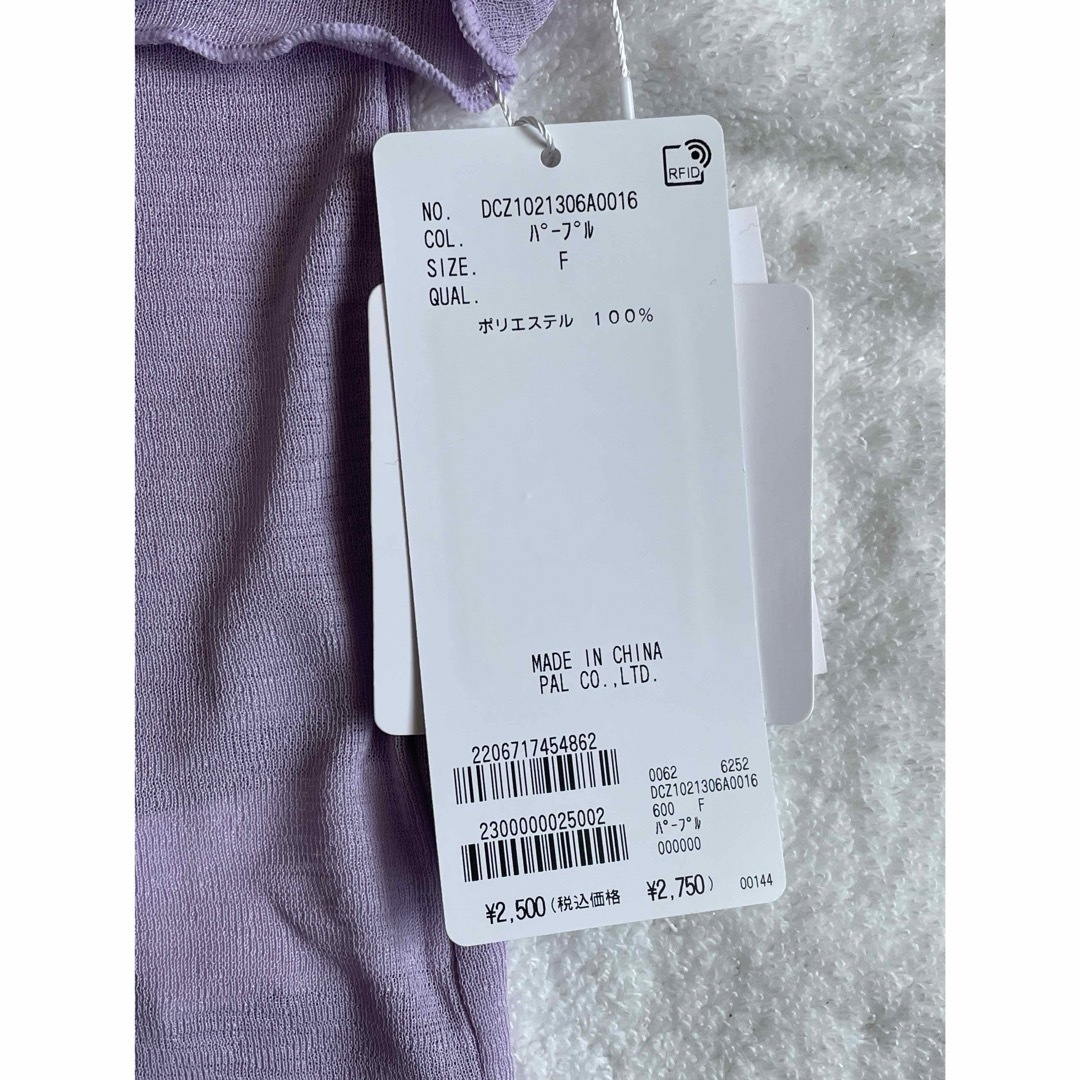 RFID
NO. DCZ1021306A0016
COL. ﾊﾟｰﾌﾟﾙ
SIZE. F
QUAL.
ポリエステル １００％
MADE IN CHINA
PAL CO.,LTD.
2206717454862
2300000025002
0062 6252
DCZ1021306A0016
600 F
ﾊﾟｰﾌﾟﾙ
000000
¥2,500(税込価格 ¥2,750) 00144